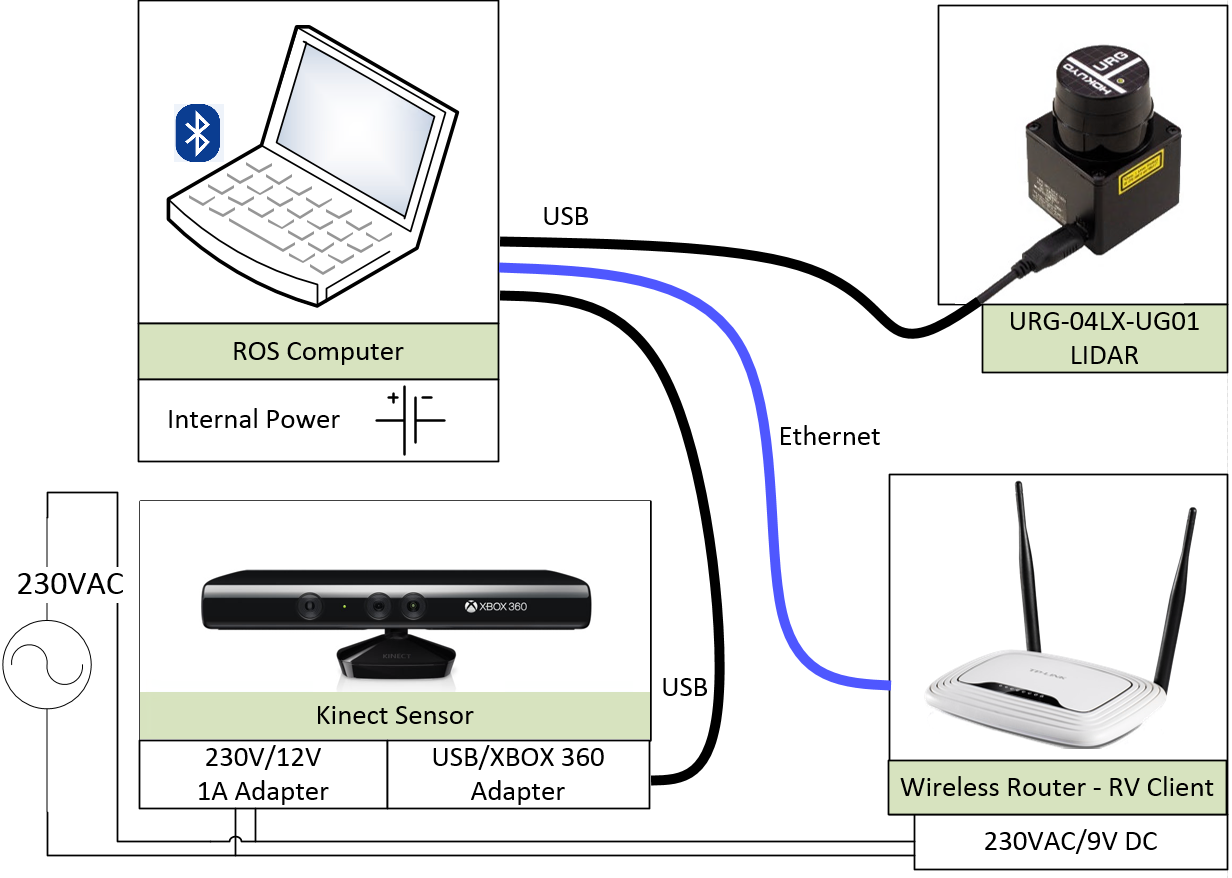 USB
URG
HOKUYO
URG-04LX-UG01
LIDAR
ROS Computer
Internal Power
+ -
Ethernet
230VAC
XBOX 360
KINECT
TP-LINK
USB
Kinect Sensor
230V/12V
1A Adapter
USB/XBOX 360
Adapter
Wireless Router - RV Client
230VAC/9V DC